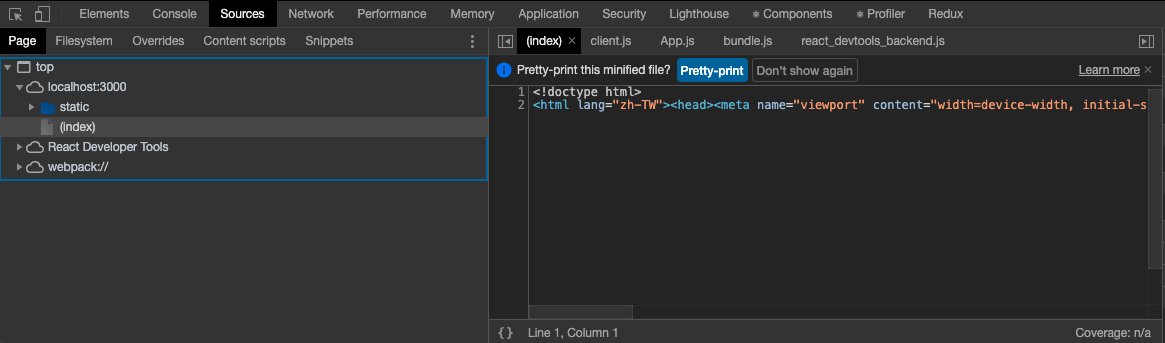 Elements Console Sources Network Performance Memory Application Security Lighthouse Components Profiler Redux
Page Filesystem Overrides Content scripts Snippets
(index) × client.js App.js bundle.js react_devtools_backend.js
top
localhost:3000
static
(index)
React Developer Tools
webpack://
Pretty-print this minified file? Pretty-print Don't show again Learn more ×
1 <!doctype html>
2 <html lang="zh-TW"><head><meta name="viewport" content="width=device-width, initial-s
{} Line 1, Column 1 Coverage: n/a